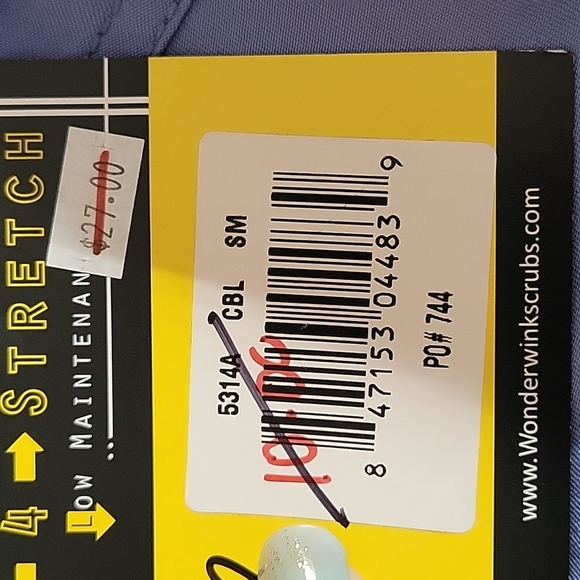 4 → STRETCH
LOW MAINTENAN
$27.00
5314A CBL SM
10.00
8 47153 04483 9
PO# 744
www.Wonderwinkscrubs.com